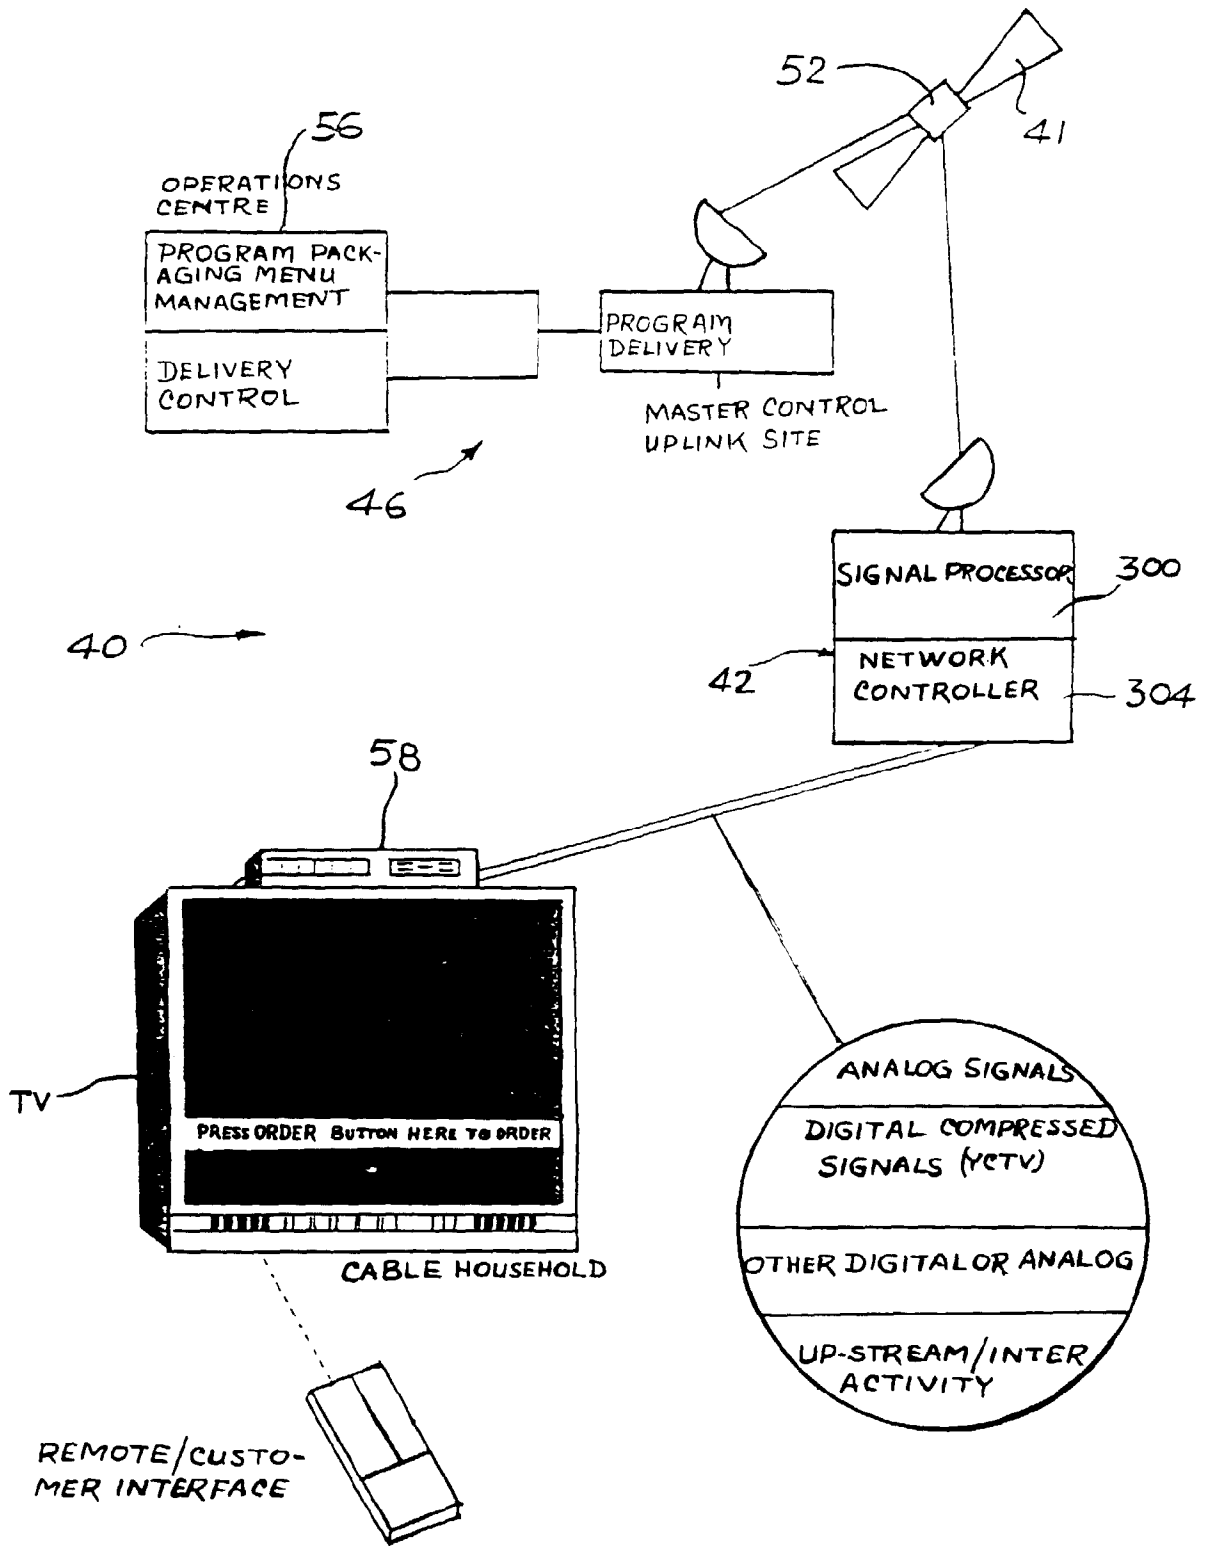 52
41
56
OPERATIONS
CENTRE
PROGRAM PACK-
AGING MENU
MANAGEMENT
DELIVERY
CONTROL
PROGRAM
DELIVERY
MASTER CONTROL
UPLINK SITE
46
SIGNAL PROCESSOR
300
40
42
NETWORK
CONTROLLER
304
58
TV
PRESS ORDER BUTTON HERE TO ORDER
CABLE HOUSEHOLD
ANALOG SIGNALS
DIGITAL COMPRESSED
SIGNALS (YCTV)
OTHER DIGITAL OR ANALOG
UP-STREAM/INTER
ACTIVITY
REMOTE/CUSTO-
MER INTERFACE